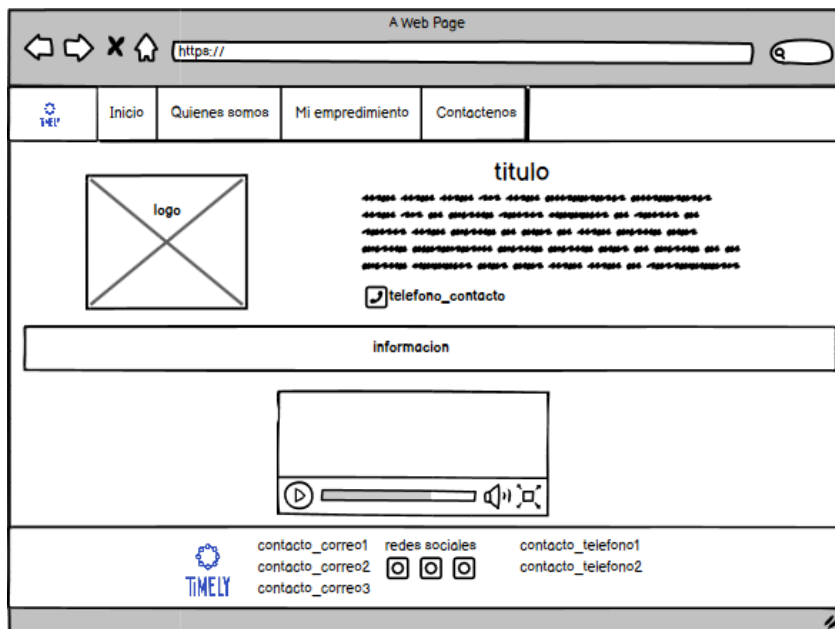 A Web Page
https://
TiMELY
Inicio
Quienes somos
Mi empredimiento
Contactenos
logo
titulo
telefono_contacto
informacion
TiMELY
contacto_correo1
contacto_correo2
contacto_correo3
redes sociales
contacto_telefono1
contacto_telefono2